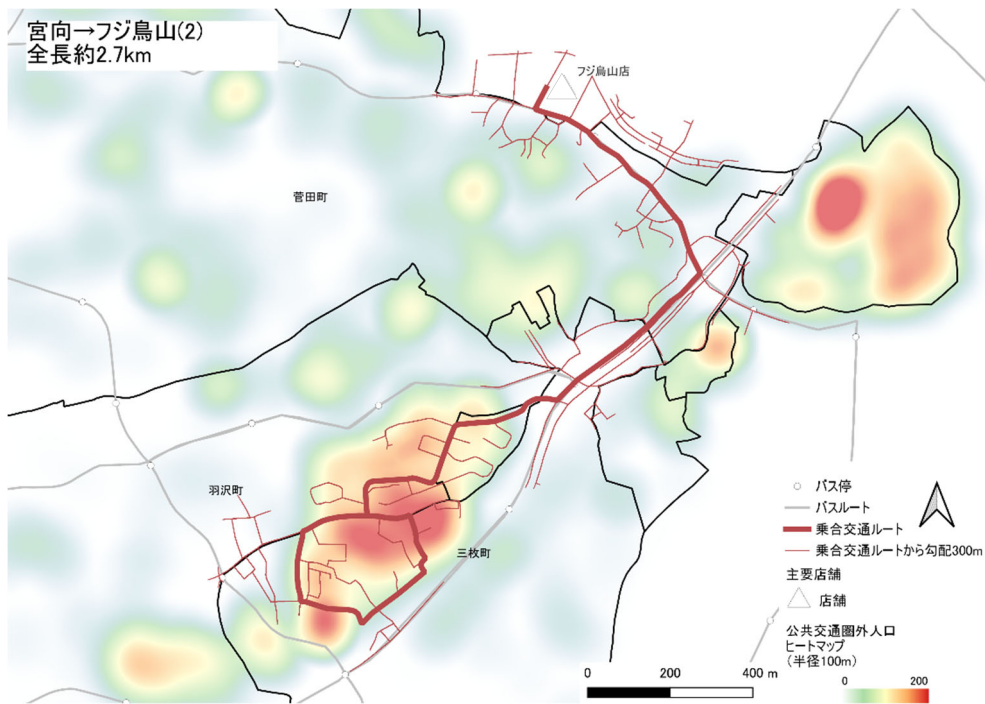 宮向→フジ鳥山(2)
全長約2.7km
フジ鳥山店
菅田町
羽沢町
三枚町
バス停
バスルート
乗合交通ルート
乗合交通ルートから勾配300m
主要店舗
店舗
公共交通圏外人口
ヒートマップ
(半径100m)
0 200
0 200 400 m